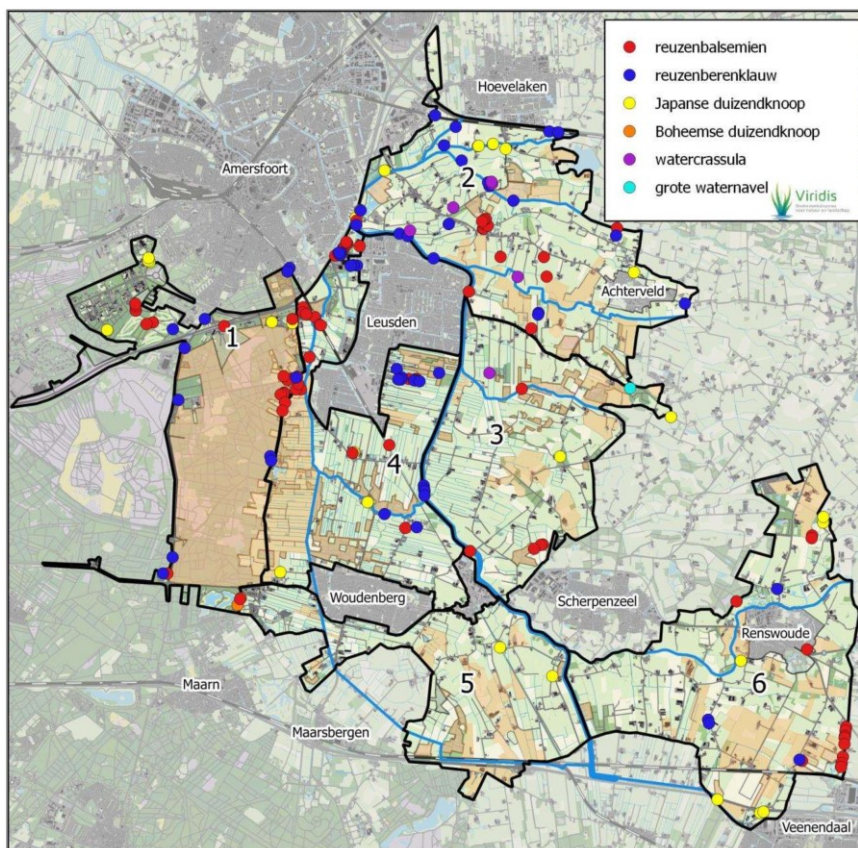 reuzenbalsemien
reuzenberenklauw
Japanse duizendknoop
Boheemse duizendknoop
watercrassula
grote waternavel
Viridis
Hoevelaken
Amersfoort
2
Achterveld
Leusden
1
3
4
Woudenberg
Scherpenzeel
Renswoude
Maarn
5
6
Maarsbergen
Veenendaal